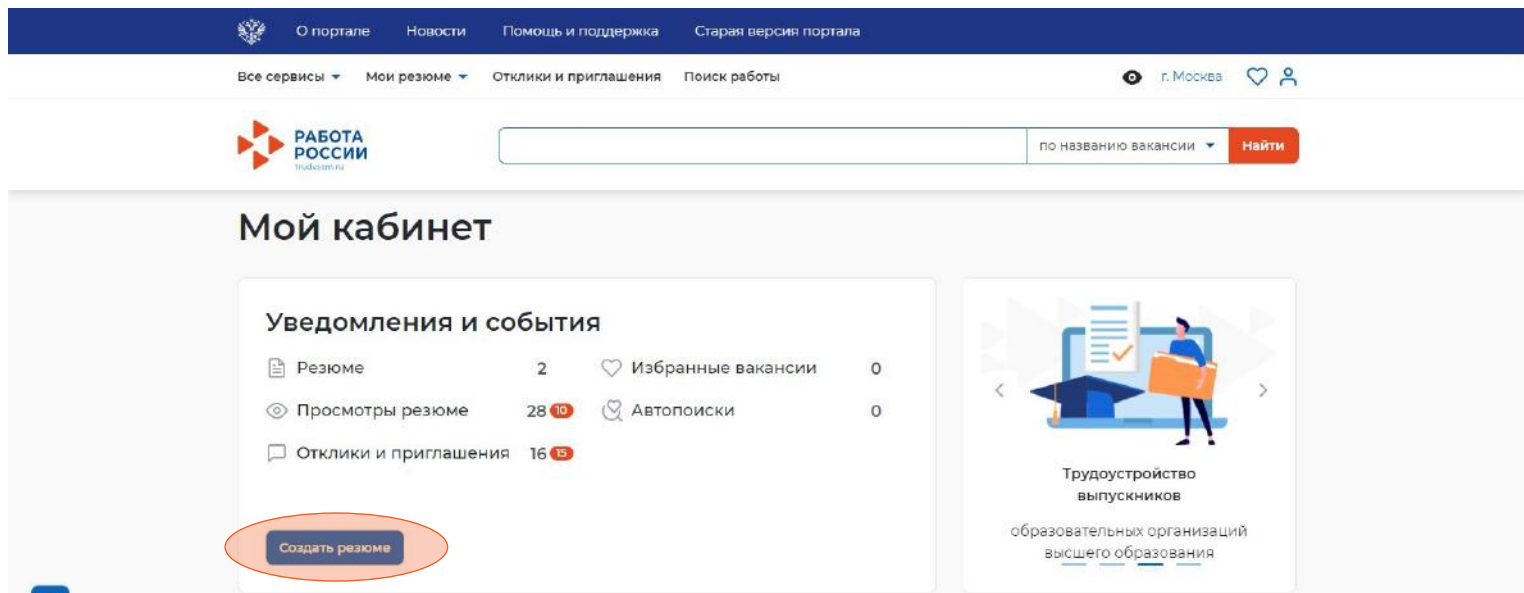 О портале Новости Помощь и поддержка Старая версия портала
Все сервисы Мои резюме Отклики и приглашения Поиск работы г. Москва
РАБОТА
РОССИИ
trudvsem.ru
по названию вакансии Найти
Мой кабинет
Уведомления и события
Резюме 2 Избранные вакансии 0
Просмотры резюме 28 10 Автопоиски 0
Отклики и приглашения 16 15
Создать резюме
Трудоустройство
выпускников
образовательных организаций
высшего образования